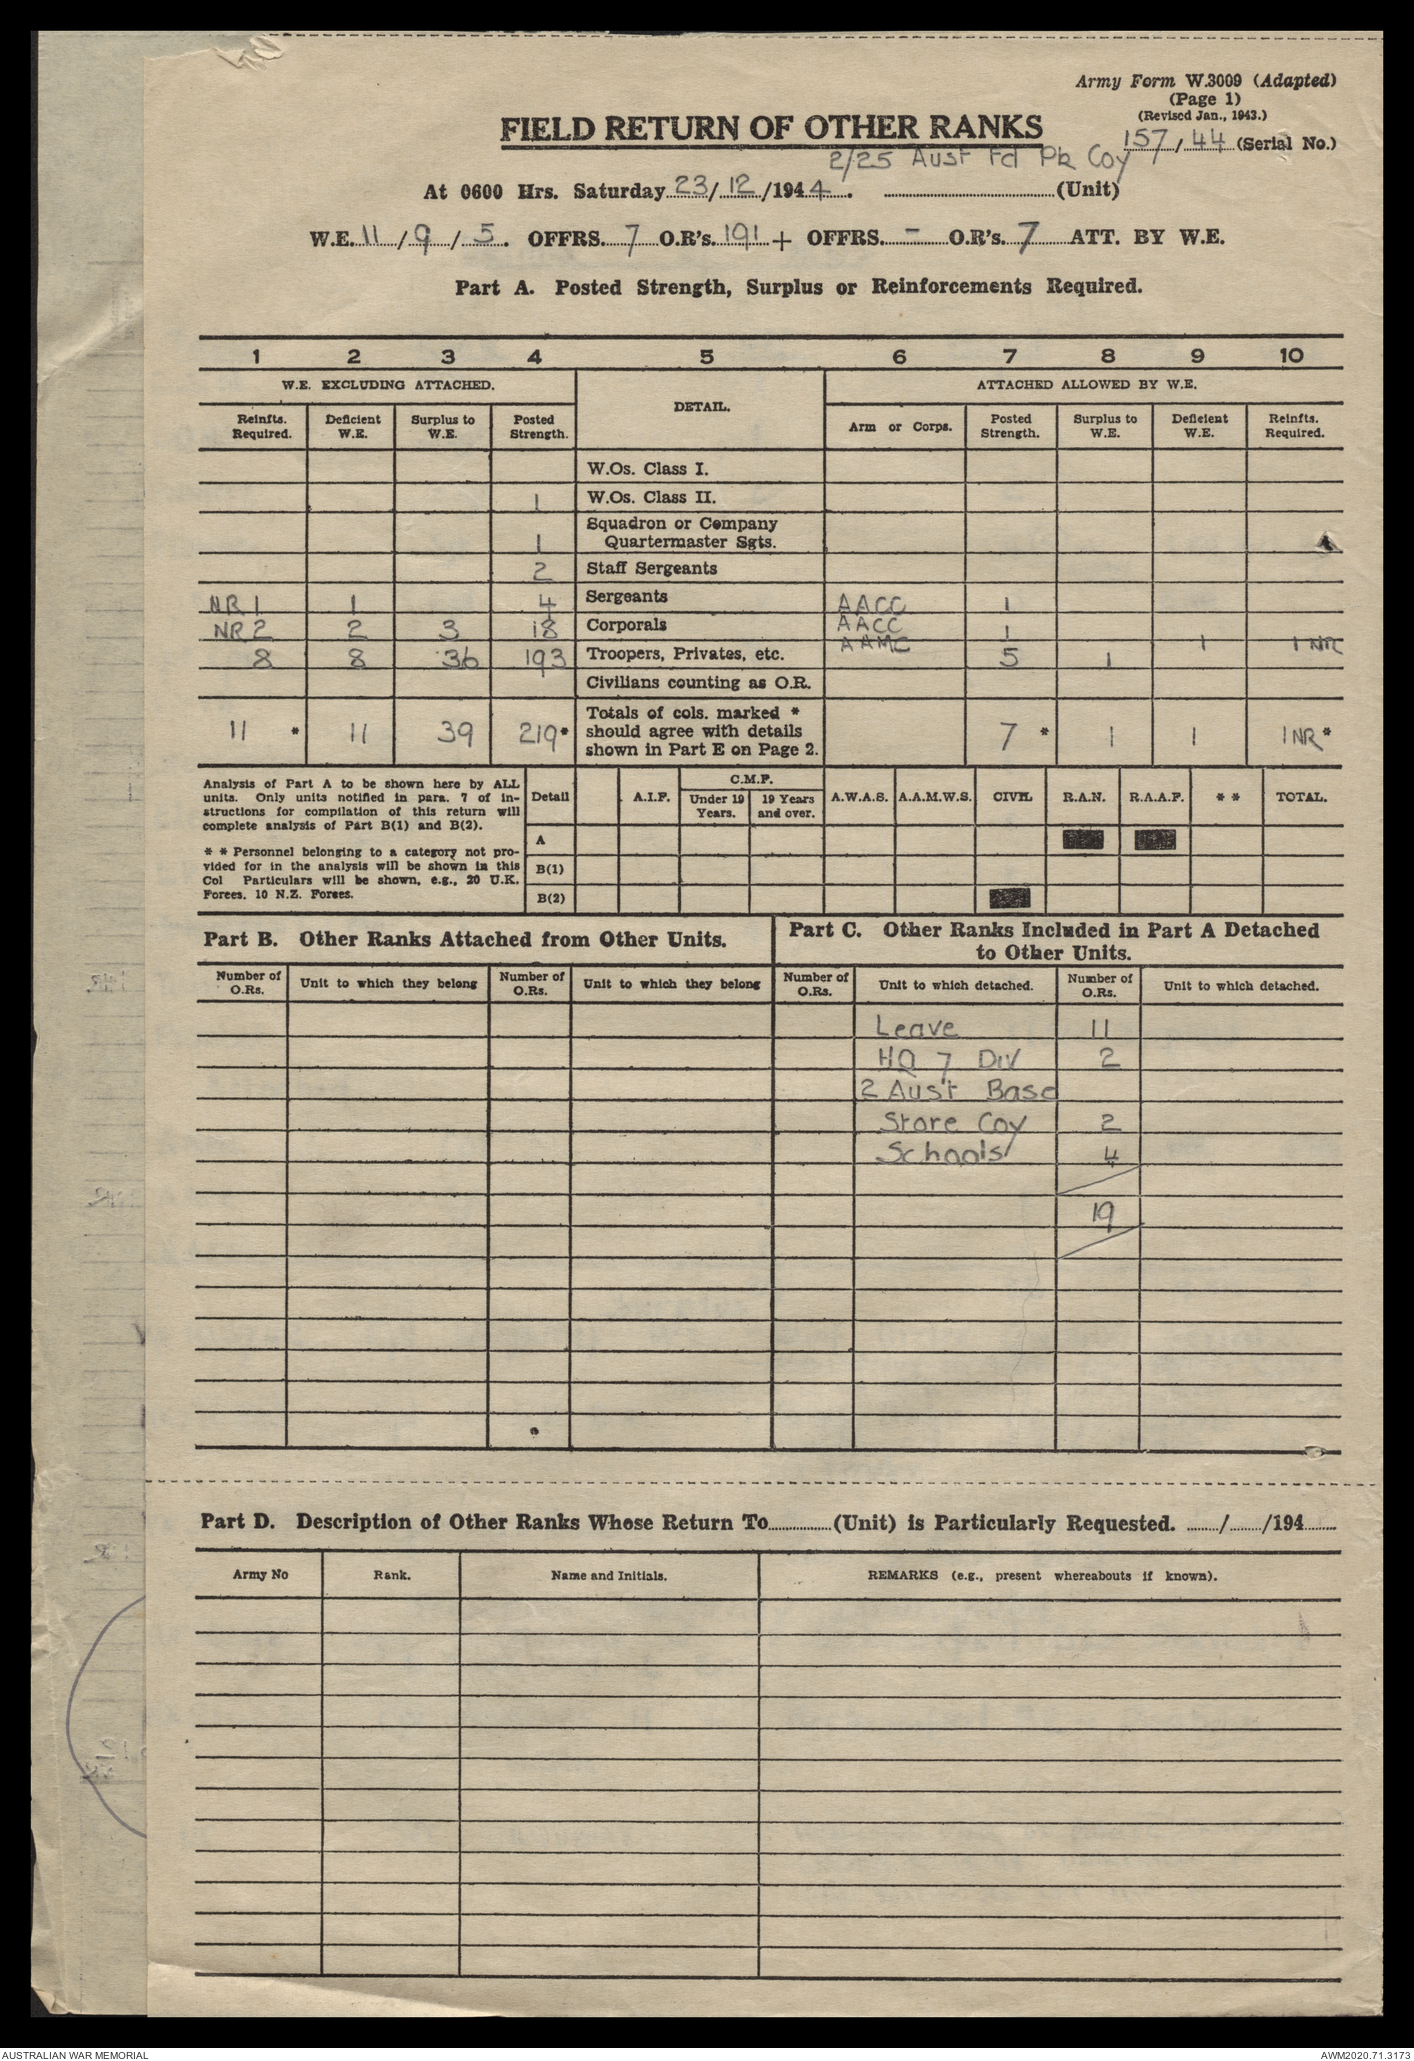 Army Form W.3009 (Adapted)
(Page 1)
(Revised Jan., 1943.)
FIELD RETURN OF OTHER RANKS
157/44 (Serial No.)
2/25 Aust Fd Pk Coy
At 0600 Hrs. Saturday 23/12/1944. (Unit)
W.E. 11/9/5. OFFRS. 7 O.R's. 191 + OFFRS. - O.R's. 7 ATT. BY W.E.
Part A. Posted Strength, Surplus or Reinforcements Required.
1 2 3 4 5 6 7 8 9 10
W.E. EXCLUDING ATTACHED. DETAIL. ATTACHED ALLOWED BY W.E.
Reinfts. Required. Deficient W.E. Surplus to W.E. Posted Strength. Arm or Corps. Posted Strength. Surplus to W.E. Deficient W.E. Reinfts. Required.
W.Os. Class I.
1 W.Os. Class II.
Squadron or Company
1 Quartermaster Sgts.
2 Staff Sergeants
NR 1 1 4 Sergeants AACC 1
NR 2 2 3 18 Corporals AACC 1
AAMC 1 1 NR
8 8 36 193 Troopers, Privates, etc. 5 1
Civilians counting as O.R.
Totals of cols. marked *
11 * 11 39 219* should agree with details 7 * 1 1 1NR*
shown in Part E on Page 2.
Analysis of Part A to be shown here by ALL
units. Only units notified in para. 7 of in-
structions for compilation of this return will
complete analysis of Part B(1) and B(2).
* * Personnel belonging to a category not pro-
vided for in the analysis will be shown in this
Col Particulars will be shown, e.g., 20 U.K.
Forces, 10 N.Z. Forces.
C.M.F.
Detail A.I.F. Under 19 Years. 19 Years and over. A.W.A.S. A.A.M.W.S. CIVIL R.A.N. R.A.A.F. * * TOTAL.
A
B(1)
B(2)
Part B. Other Ranks Attached from Other Units.
Part C. Other Ranks Included in Part A Detached
to Other Units.
Number of O.Rs. Unit to which they belong Number of O.Rs. Unit to which they belong Number of O.Rs. Unit to which detached. Number of O.Rs. Unit to which detached.
Leave 11
HQ 7 Div 2
2 Aust Base
Store Coy 2
Schools 4
19
Part D. Description of Other Ranks Whose Return To (Unit) is Particularly Requested. / /194
Army No Rank. Name and Initials. REMARKS (e.g., present whereabouts if known).
AUSTRALIAN WAR MEMORIAL
AWM2020.71.3173